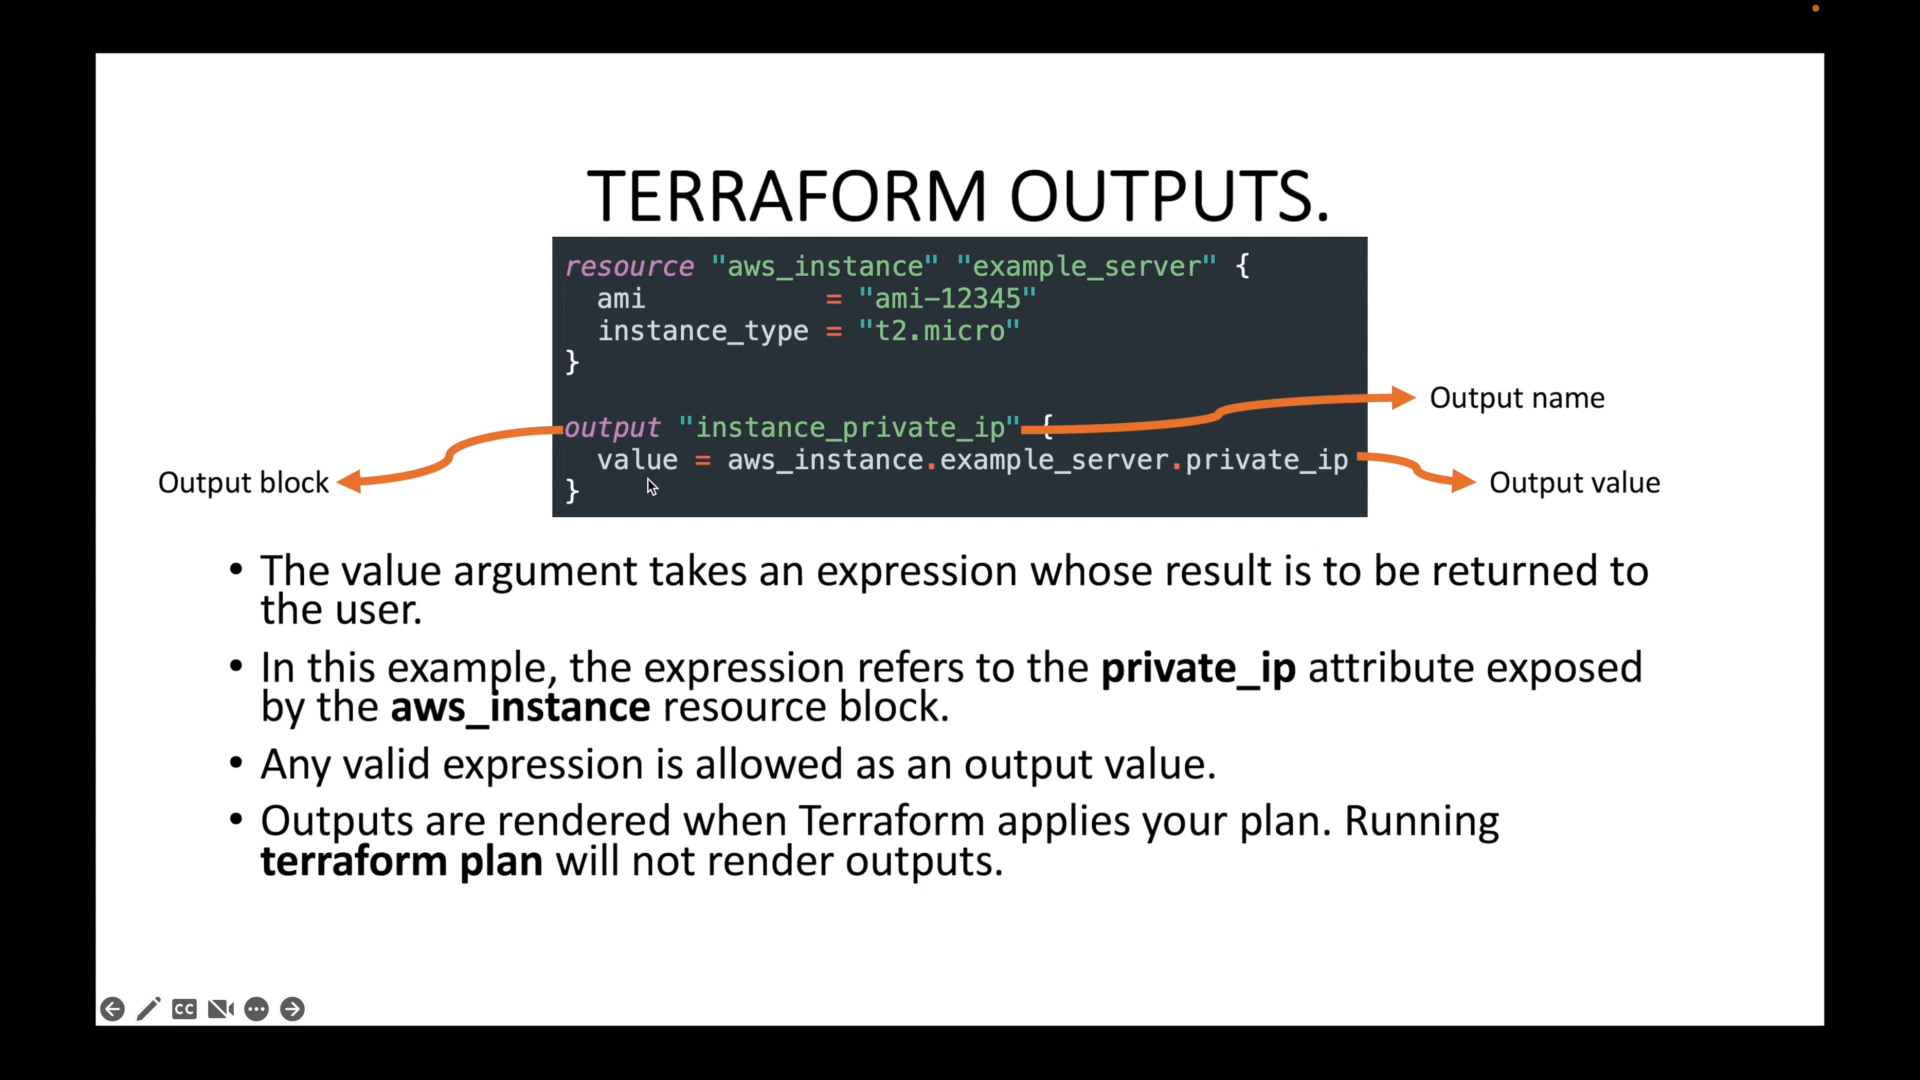 TERRAFORM OUTPUTS.
resource "aws_instance" "example_server" {
  ami           = "ami-12345"
  instance_type = "t2.micro"
}
output "instance_private_ip" {
  value = aws_instance.example_server.private_ip
}
Output name
Output block
Output value
• The value argument takes an expression whose result is to be returned to
the user.
• In this example, the expression refers to the private_ip attribute exposed
by the aws_instance resource block.
• Any valid expression is allowed as an output value.
• Outputs are rendered when Terraform applies your plan. Running
terraform plan will not render outputs.
CC